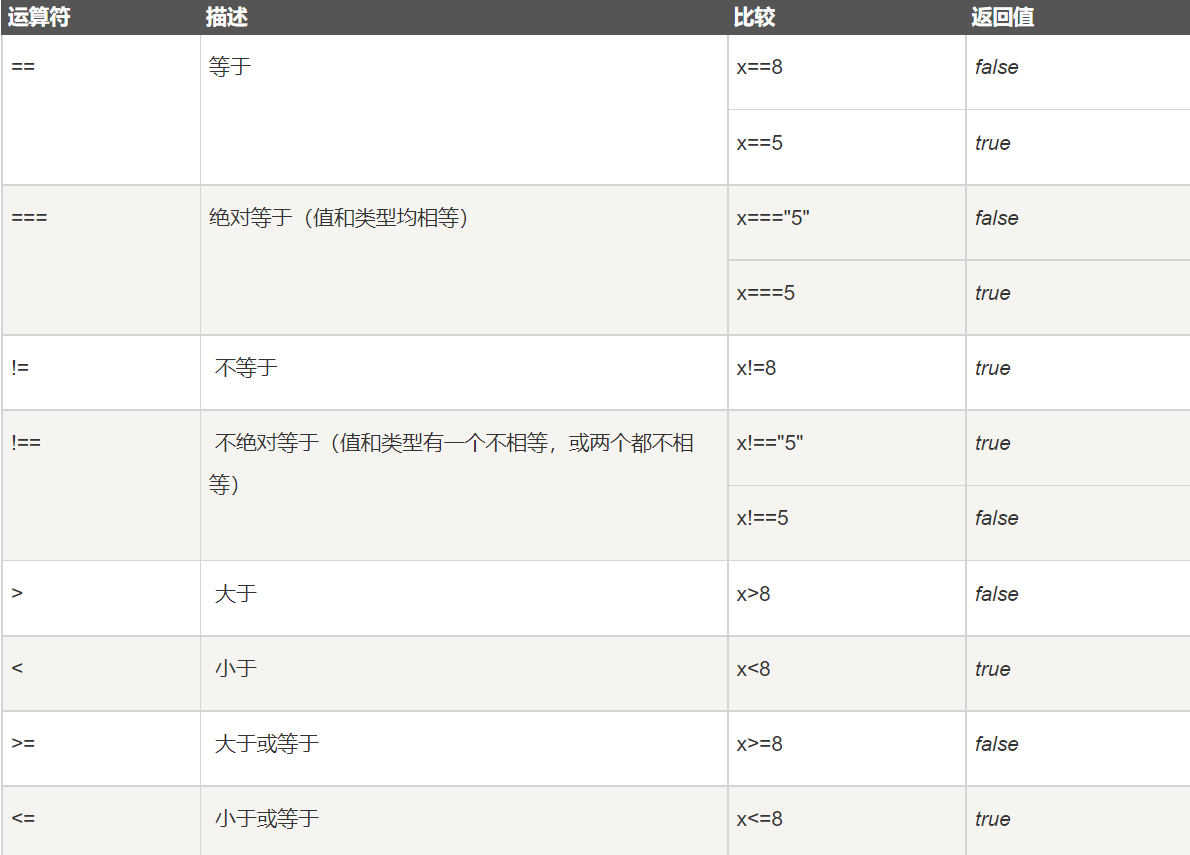 运算符 描述 比较 返回值
== 等于 x==8 false
x==5 true
=== 绝对等于（值和类型均相等） x==="5" false
x===5 true
!= 不等于 x!=8 true
!== 不绝对等于（值和类型有一个不相等，或两个都不相 x!=="5" true
等）
x!==5 false
> 大于 x>8 false
< 小于 x<8 true
>= 大于或等于 x>=8 false
<= 小于或等于 x<=8 true